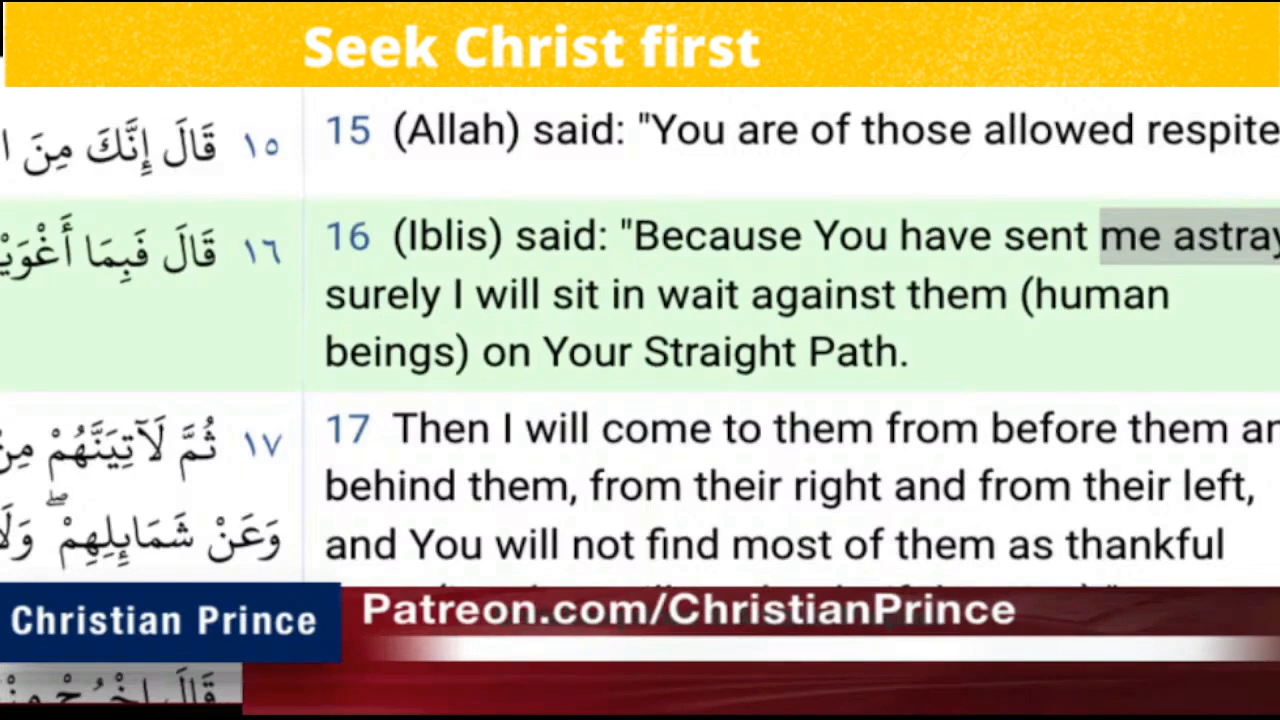 Seek Christ first
15 (Allah) said: "You are of those allowed respite
١٥ قَالَ إِنَّكَ مِنَ
16 (Iblis) said: "Because You have sent me astray
surely I will sit in wait against them (human
beings) on Your Straight Path.
١٦ قَالَ فَبِمَا
17 Then I will come to them from before them an
behind them, from their right and from their left,
and You will not find most of them as thankful
١٧ ثُمَّ لَآتِيَنَّهُمْ
وَعَنْ شَمَائِلِهِمْ ۖ
Christian Prince
Patreon.com/ChristianPrince
قَالَ اخْرُجْ